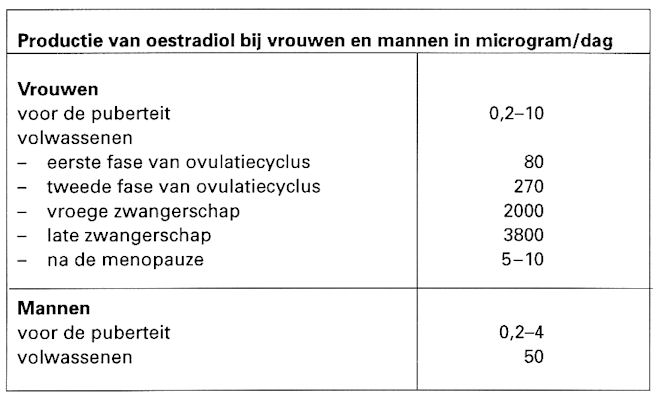 Productie van oestradiol bij vrouwen en mannen in microgram/dag
Vrouwen
voor de puberteit 0,2–10
volwassenen
– eerste fase van ovulatiecyclus 80
– tweede fase van ovulatiecyclus 270
– vroege zwangerschap 2000
– late zwangerschap 3800
– na de menopauze 5–10
Mannen
voor de puberteit 0,2–4
volwassenen 50